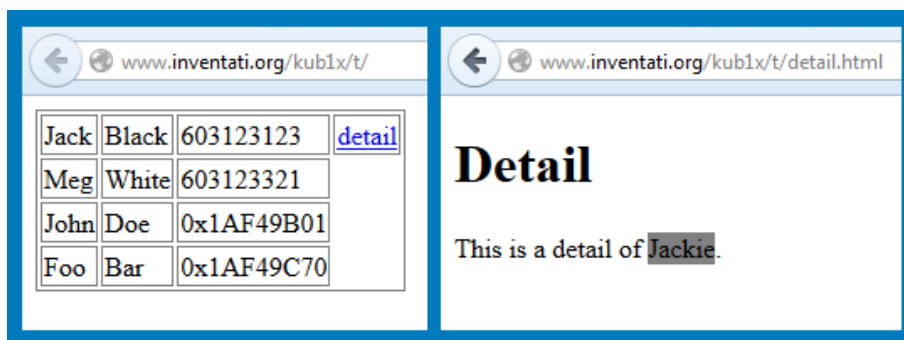 www.inventati.org/kub1x/t/
Jack Black 603123123 detail
Meg White 603123321
John Doe 0x1AF49B01
Foo Bar 0x1AF49C70
www.inventati.org/kub1x/t/detail.html
Detail
This is a detail of Jackie.